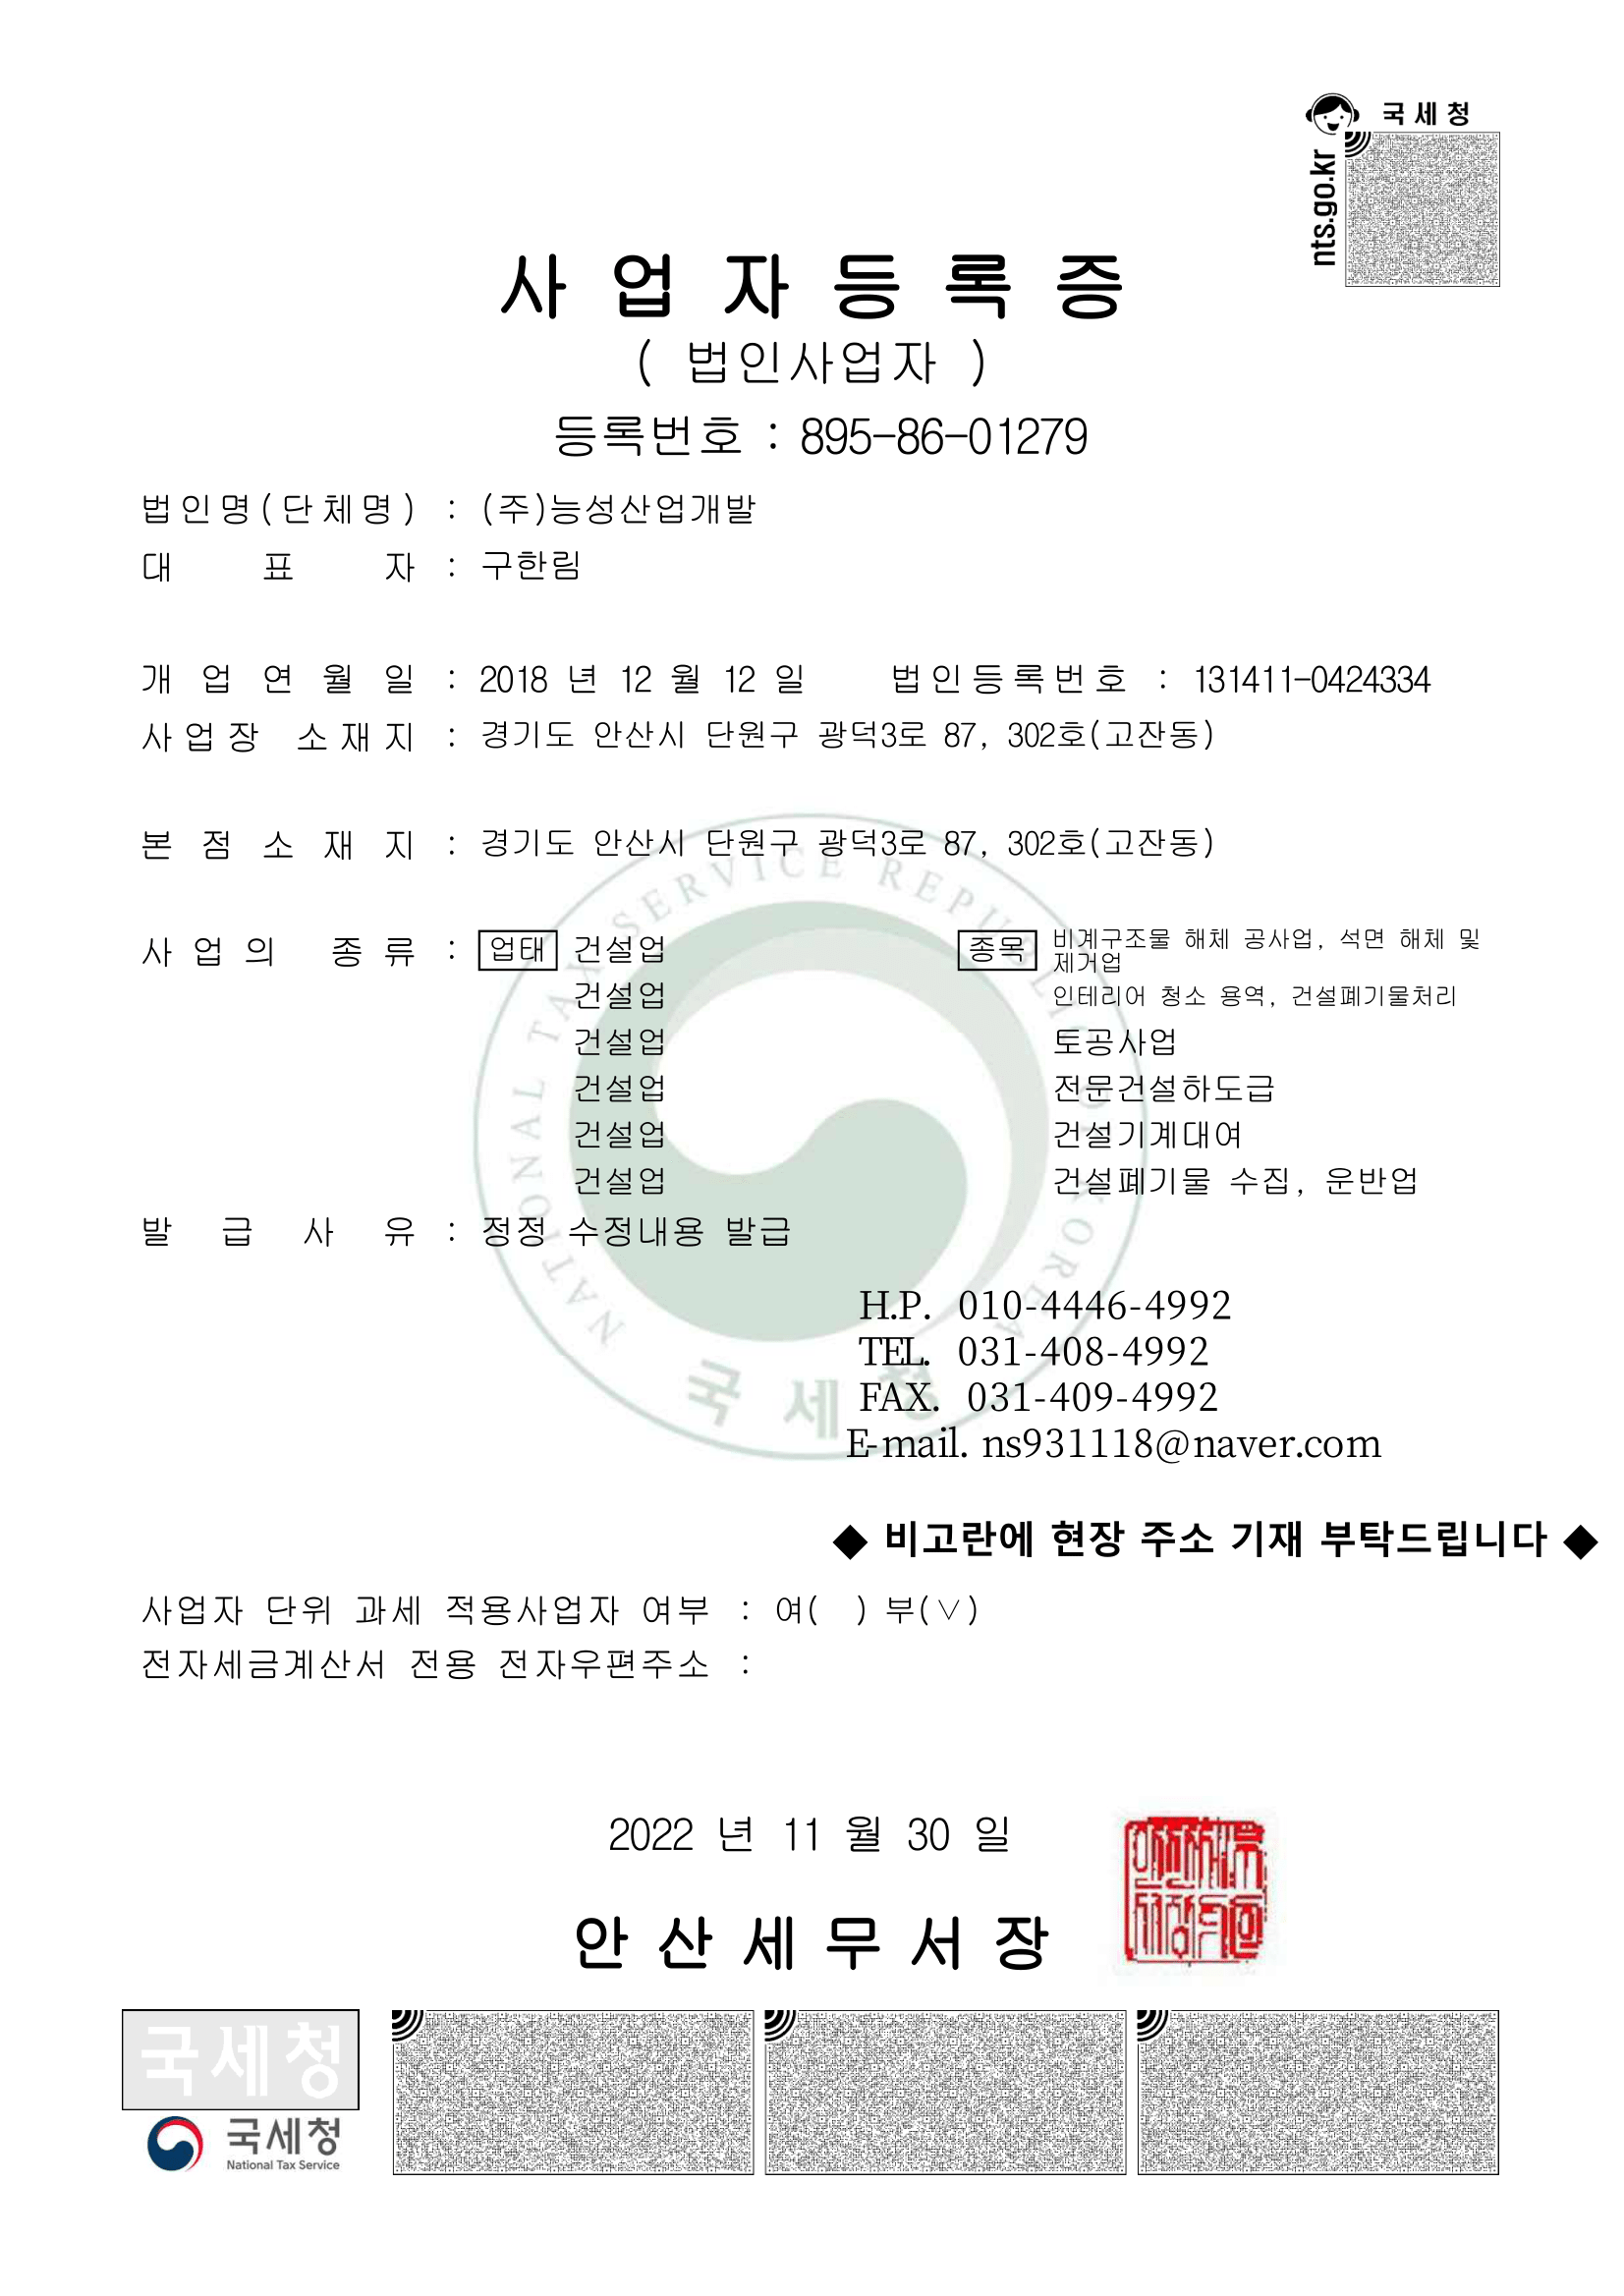 국세청
nts.go.kr
사업자등록증
( 법인사업자 )
등록번호 : 895-86-01279
법인명(단체명) : (주)능성산업개발
대 표 자 : 구한림
개 업 연 월 일 : 2018 년 12 월 12 일 법인등록번호 : 131411-0424334
사업장 소재지 : 경기도 안산시 단원구 광덕3로 87, 302호(고잔동)
본 점 소 재 지 : 경기도 안산시 단원구 광덕3로 87, 302호(고잔동)
사업의 종류 : 업태 건설업 종목 비계구조물 해체 공사업, 석면 해체 및
제거업
건설업 인테리어 청소 용역, 건설폐기물처리
건설업 토공사업
건설업 전문건설하도급
건설업 건설기계대여
건설업 건설폐기물 수집, 운반업
발 급 사 유 : 정정 수정내용 발급
NATIONAL TAX SERVICE REPUBLIC OF KOREA
국세청
H.P. 010-4446-4992
TEL. 031-408-4992
FAX. 031-409-4992
E-mail. ns931118@naver.com
◆ 비고란에 현장 주소 기재 부탁드립니다 ◆
사업자 단위 과세 적용사업자 여부 : 여( ) 부(∨)
전자세금계산서 전용 전자우편주소 :
2022 년 11 월 30 일
안산세무서장
국세청
국세청
National Tax Service